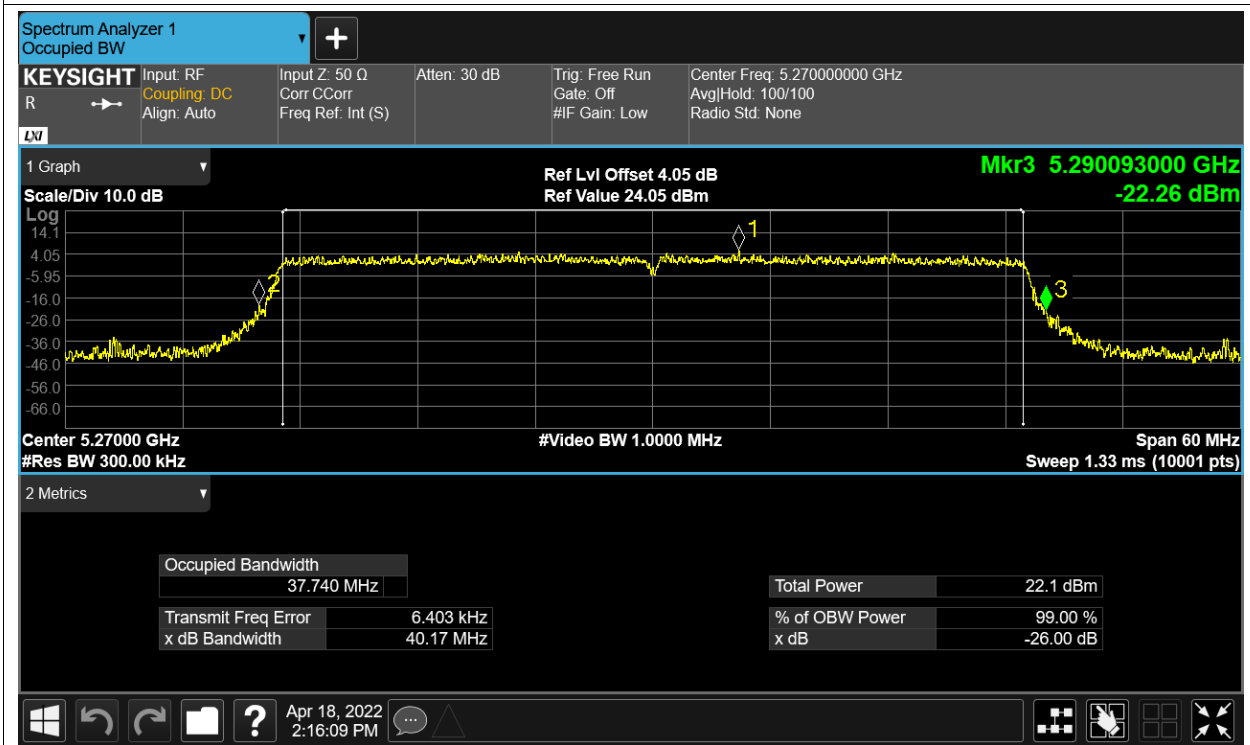 Spectrum Analyzer 1
Occupied BW
KEYSIGHT
R
LXI
Input: RF
Coupling: DC
Align: Auto
Input Z: 50 Ω
Corr CCorr
Freq Ref: Int (S)
Atten: 30 dB
Trig: Free Run
Gate: Off
#IF Gain: Low
Center Freq: 5.270000000 GHz
Avg|Hold: 100/100
Radio Std: None
1 Graph
Scale/Div 10.0 dB
Ref Lvl Offset 4.05 dB
Ref Value 24.05 dBm
Mkr3 5.290093000 GHz
-22.26 dBm
Log
14.1
4.05
-5.95
-16.0
-26.0
-36.0
-46.0
-56.0
-66.0
1
2
3
Center 5.27000 GHz
#Res BW 300.00 kHz
#Video BW 1.0000 MHz
Span 60 MHz
Sweep 1.33 ms (10001 pts)
2 Metrics
Occupied Bandwidth
37.740 MHz
Transmit Freq Error 6.403 kHz
x dB Bandwidth 40.17 MHz
Total Power 22.1 dBm
% of OBW Power 99.00 %
x dB -26.00 dB
?
Apr 18, 2022
2:16:09 PM